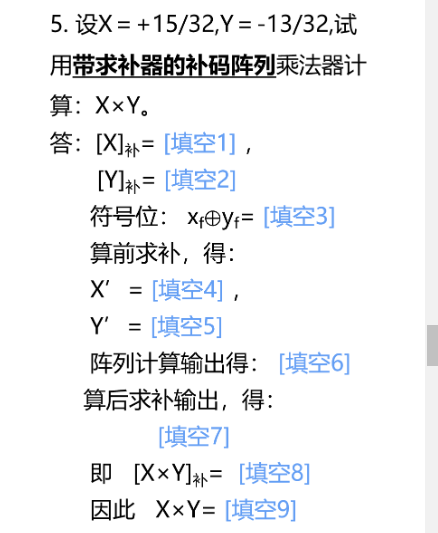 5. 设X＝+15/32,Y＝-13/32,试
用带求补器的补码阵列乘法器计
算：X×Y。
答：[X]补= [填空1] ，
[Y]补= [填空2]
符号位： xf⊕yf= [填空3]
算前求补，得：
X′ = [填空4] ，
Y′ = [填空5]
阵列计算输出得： [填空6]
算后求补输出，得：
[填空7]
即 [X×Y]补= [填空8]
因此 X×Y= [填空9]